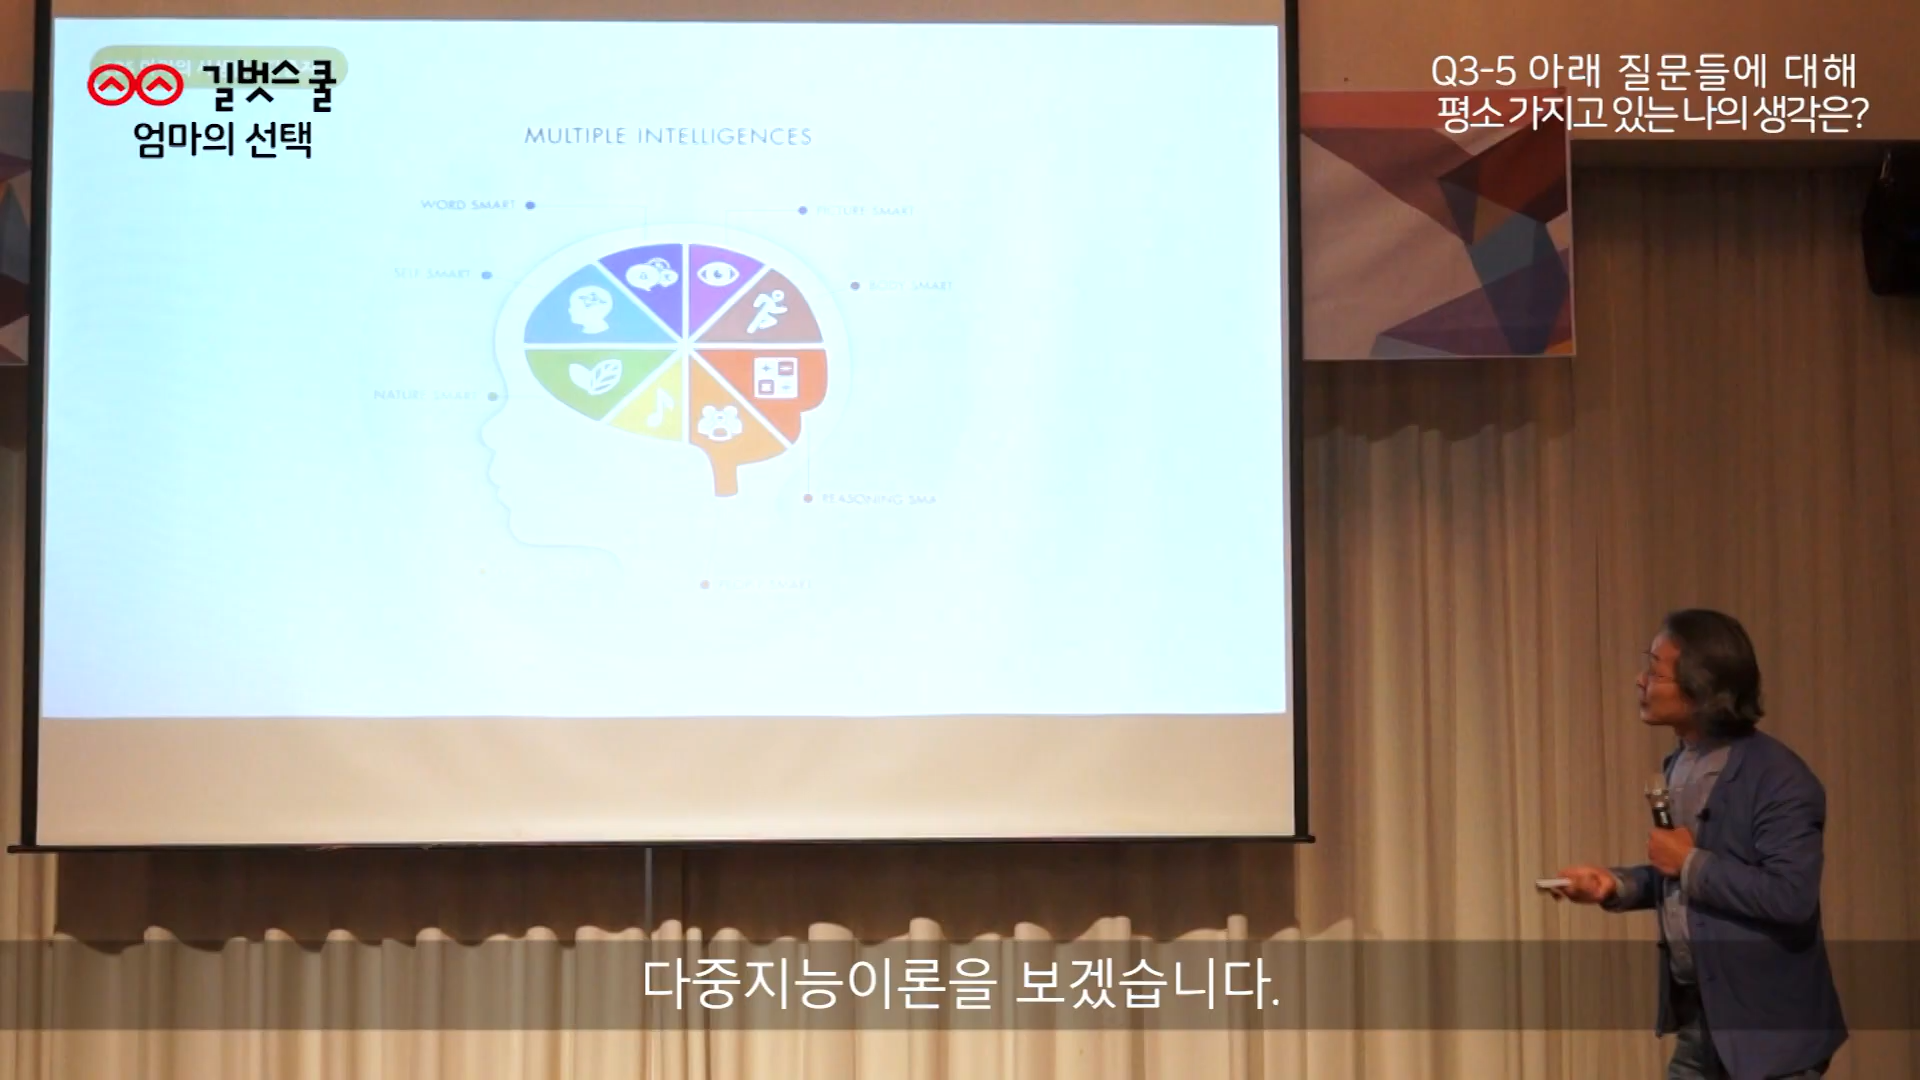 길벗스쿨
엄마의 선택
Q3-5 아래 질문들에 대해
평소 가지고 있는 나의 생각은?
MULTIPLE INTELLIGENCES
WORD SMART
PICTURE SMART
SELF SMART
BODY SMART
NATURE SMART
REASONING SMA
다중지능이론을 보겠습니다.